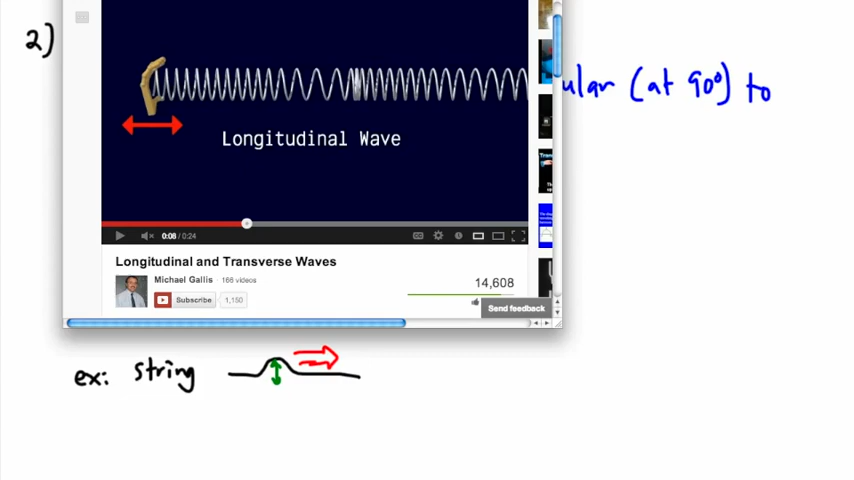 2)
ular (at 90°) to
Longitudinal Wave
0:08 / 0:24
Longitudinal and Transverse Waves
Michael Gallis · 166 videos
Subscribe 1,150
14,608
Send feedback
ex: string